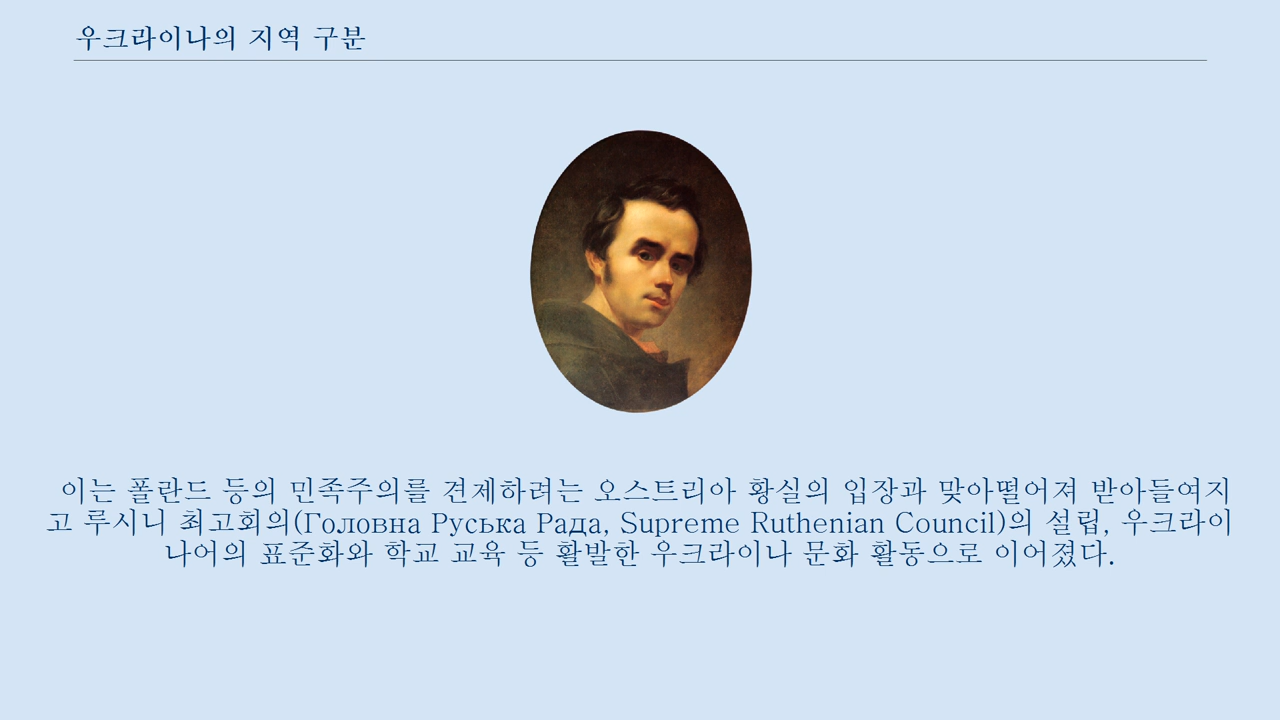 우크라이나의 지역 구분
이는 폴란드 등의 민족주의를 견제하려는 오스트리아 황실의 입장과 맞아떨어져 받아들여지
고 루시니 최고회의(Головна Руська Рада, Supreme Ruthenian Council)의 설립, 우크라이
나어의 표준화와 학교 교육 등 활발한 우크라이나 문화 활동으로 이어졌다.